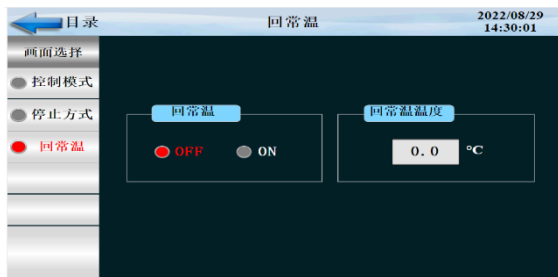 目录
回常温
2022/08/29
14:30:01
画面选择
控制模式
停止方式
回常温
回常温
OFF
ON
回常温温度
0.0 °C